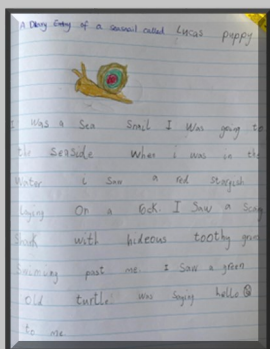 A Diary Entry of a seasnail called Lucas puppy
I was a Sea Snail I was going to
the Seaside When i was in the
Water i saw a red starfish
laying On a rock. I Saw a Scary
Shark with hideous toothy grin
Swimming past me. i Saw a green
old turtle was saying hello
to me